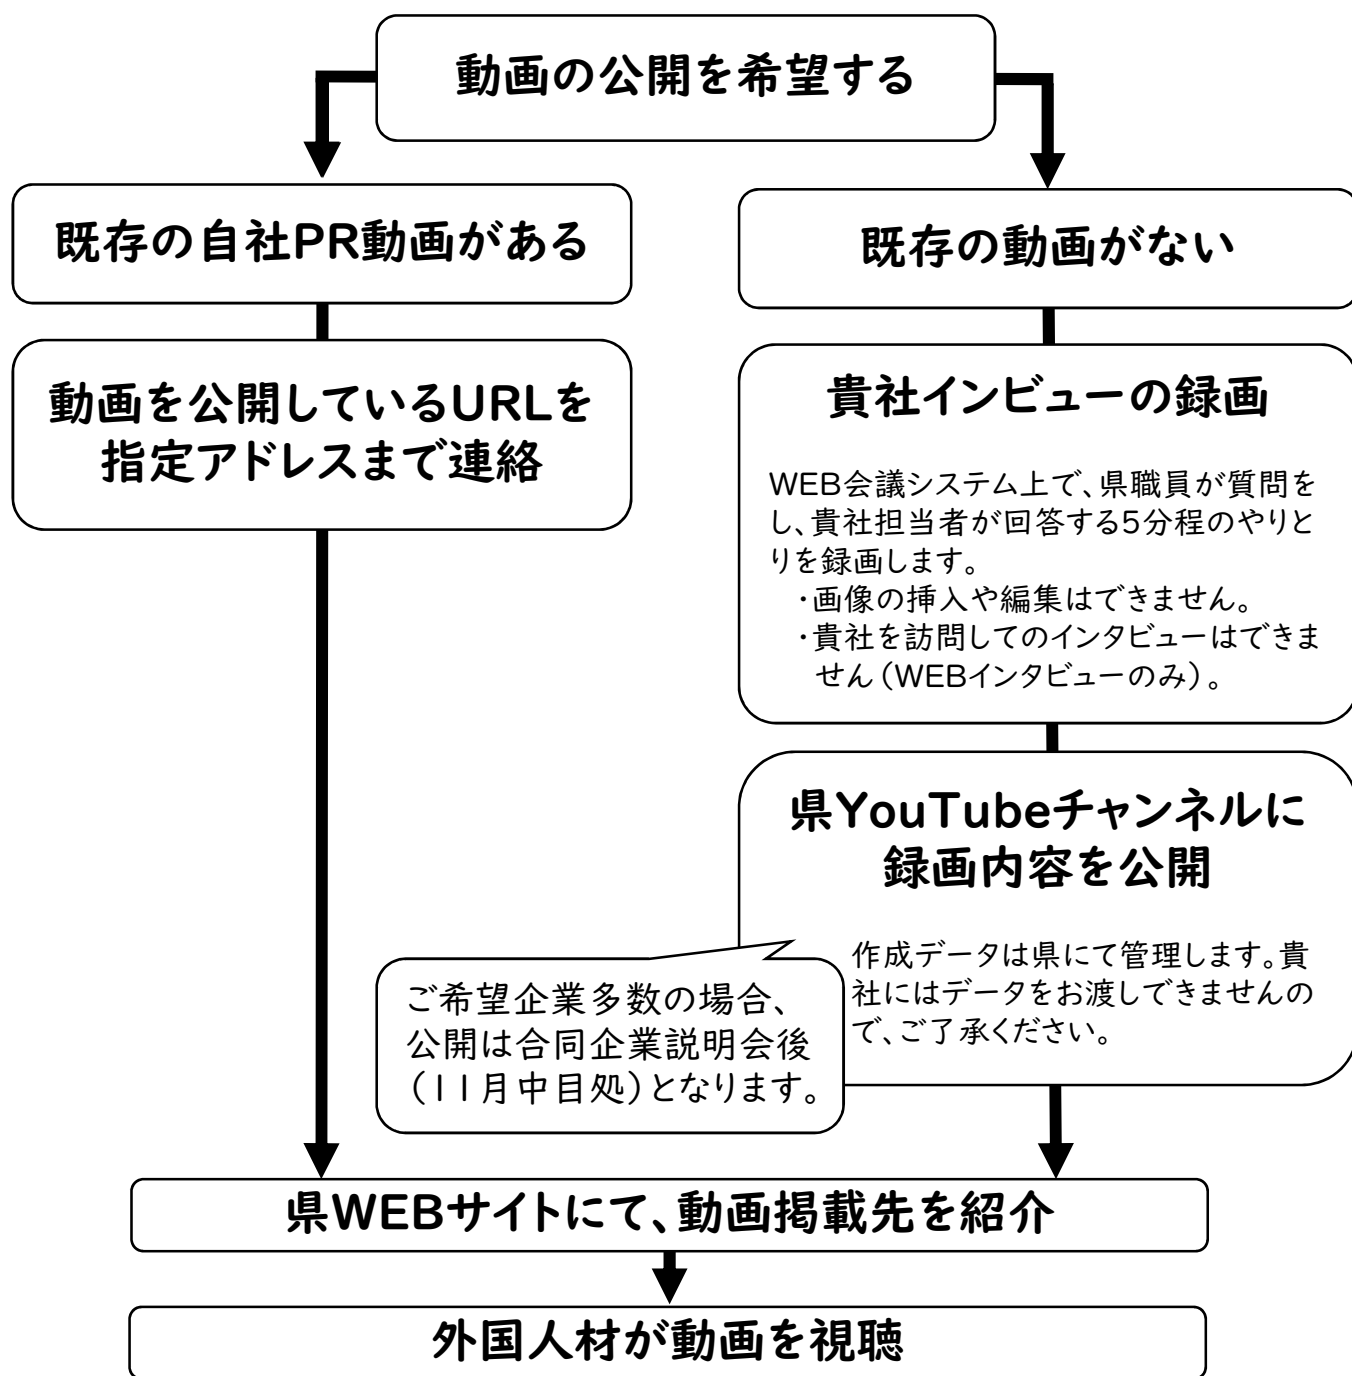 動画の公開を希望する
既存の自社PR動画がある
動画を公開しているURLを
指定アドレスまで連絡
既存の動画がない
貴社インビューの録画
WEB会議システム上で、県職員が質問を
し、貴社担当者が回答する5分程のやりと
りを録画します。
・画像の挿入や編集はできません。
・貴社を訪問してのインタビューはできま
せん（WEBインタビューのみ）。
県YouTubeチャンネルに
録画内容を公開
作成データは県にて管理します。貴
社にはデータをお渡しできませんの
で、ご了承ください。
ご希望企業多数の場合、
公開は合同企業説明会後
（11月中目処）となります。
県WEBサイトにて、動画掲載先を紹介
外国人材が動画を視聴